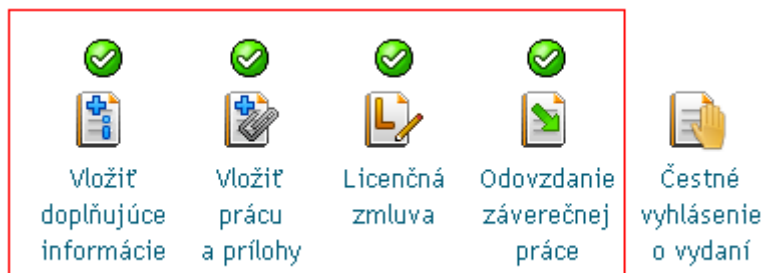 Vložiť
doplňujúce
informácie
Vložiť
prácu
a prílohy
Licenčná
zmluva
Odovzdanie
záverečnej
práce
Čestné
vyhlásenie
o vydaní